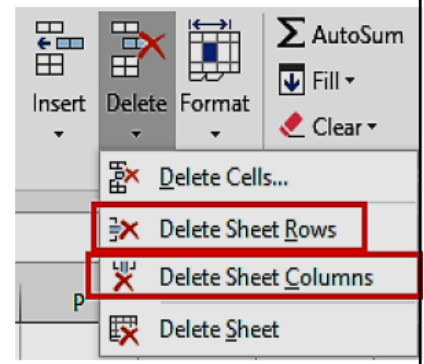 AutoSum
Insert Delete Format
Fill
Clear
Delete Cells...
Delete Sheet Rows
Delete Sheet Columns
P
Delete Sheet